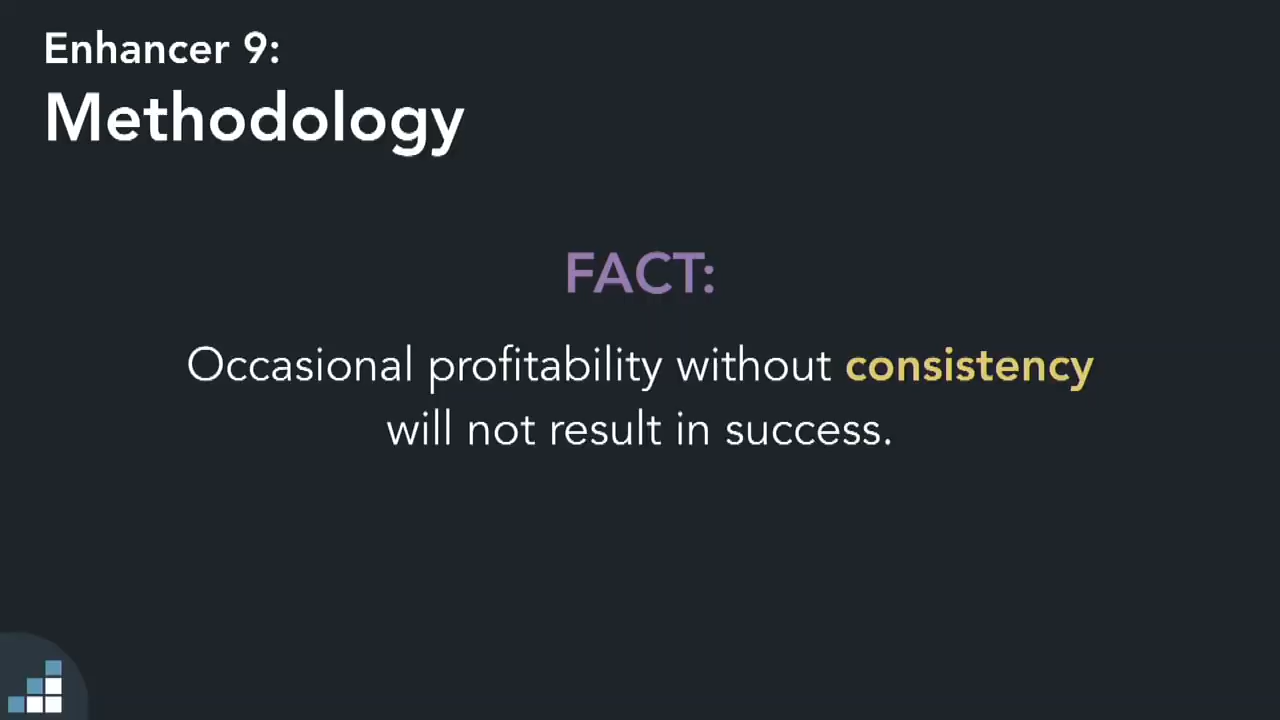 Enhancer 9:
Methodology
FACT:
Occasional profitability without consistency
will not result in success.